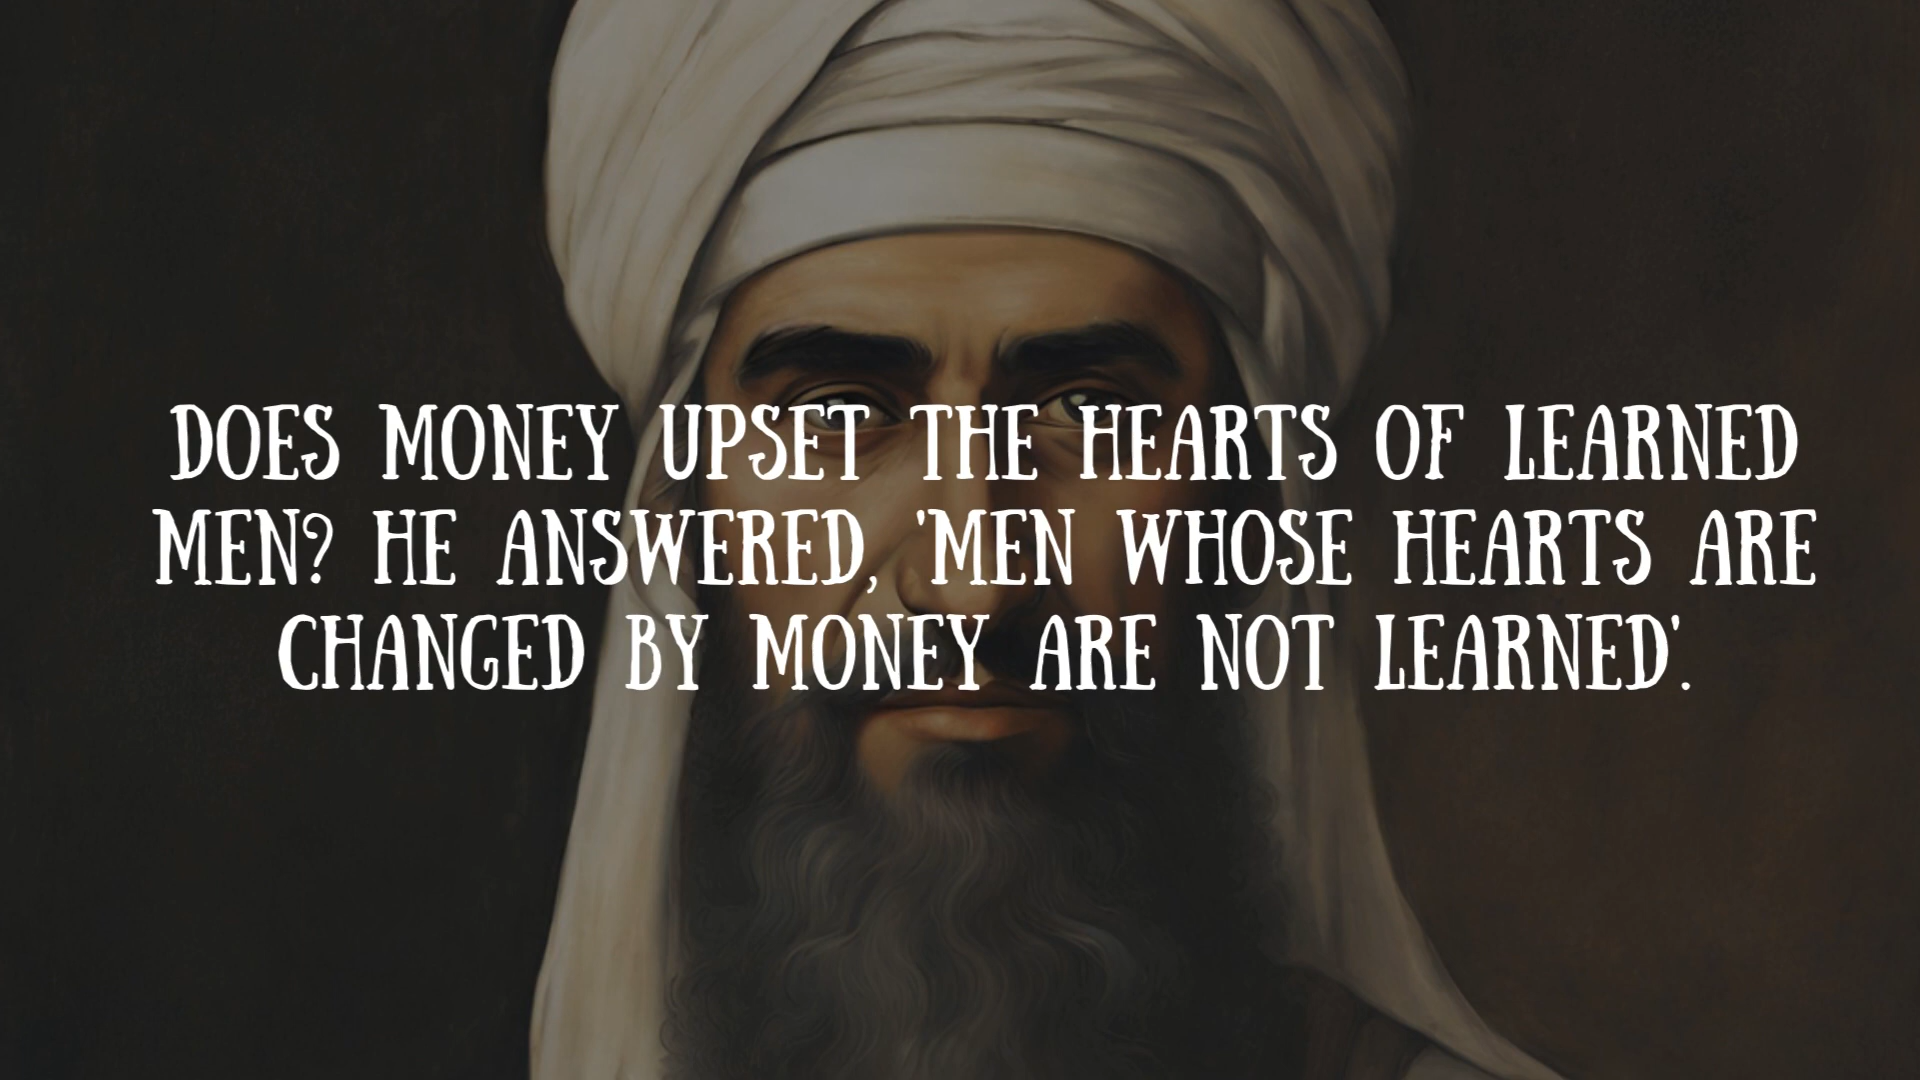 DOES MONEY UPSET THE HEARTS OF LEARNED
MEN? HE ANSWERED, 'MEN WHOSE HEARTS ARE
CHANGED BY MONEY ARE NOT LEARNED'.